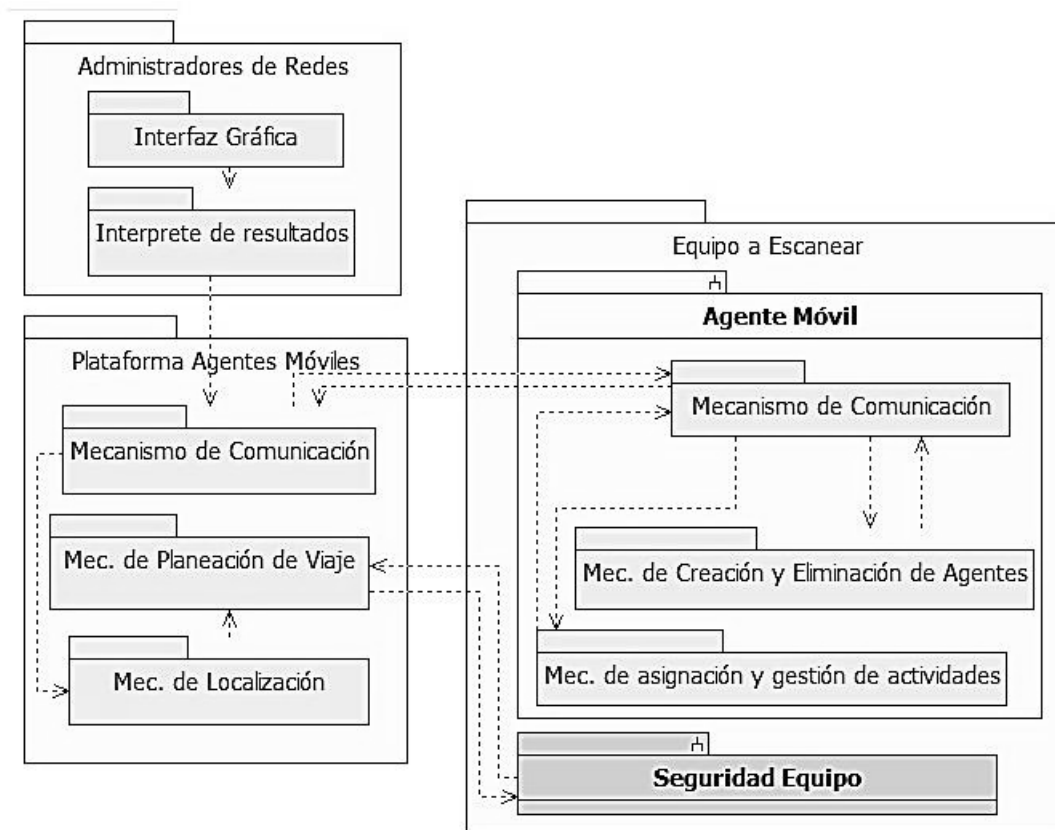 Administradores de Redes
Interfaz Gráfica
Interprete de resultados
Plataforma Agentes Móviles
Mecanismo de Comunicación
Mec. de Planeación de Viaje
Mec. de Localización
Equipo a Escanear
Agente Móvil
Mecanismo de Comunicación
Mec. de Creación y Eliminación de Agentes
Mec. de asignación y gestión de actividades
Seguridad Equipo